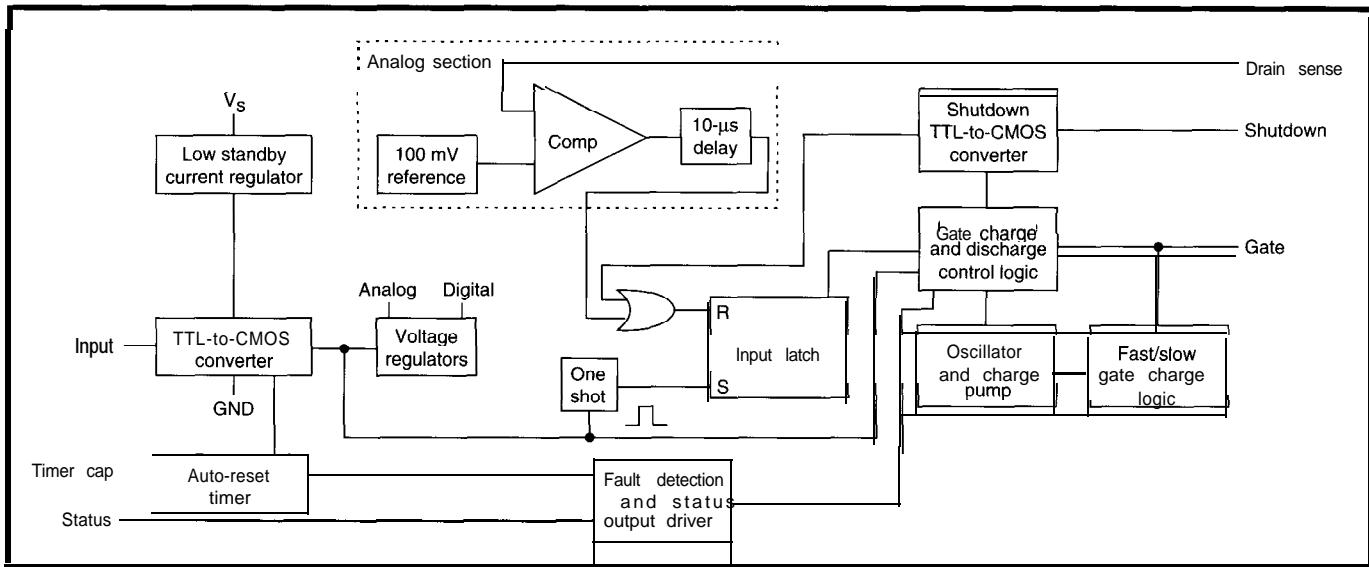 Analog section
Drain sense
V_S
Shutdown
TTL-to-CMOS
converter
Shutdown
Low standby
current regulator
100 mV
reference
Comp
10-μs
delay
Gate charge
and discharge
control logic
Gate
Analog Digital
Input
TTL-to-CMOS
converter
Voltage
regulators
GND
R
Input latch
S
One
shot
Oscillator
and charge
pump
Fast/slow
gate charge
logic
Timer cap
Auto-reset
timer
Status
Fault detection
and status
output driver